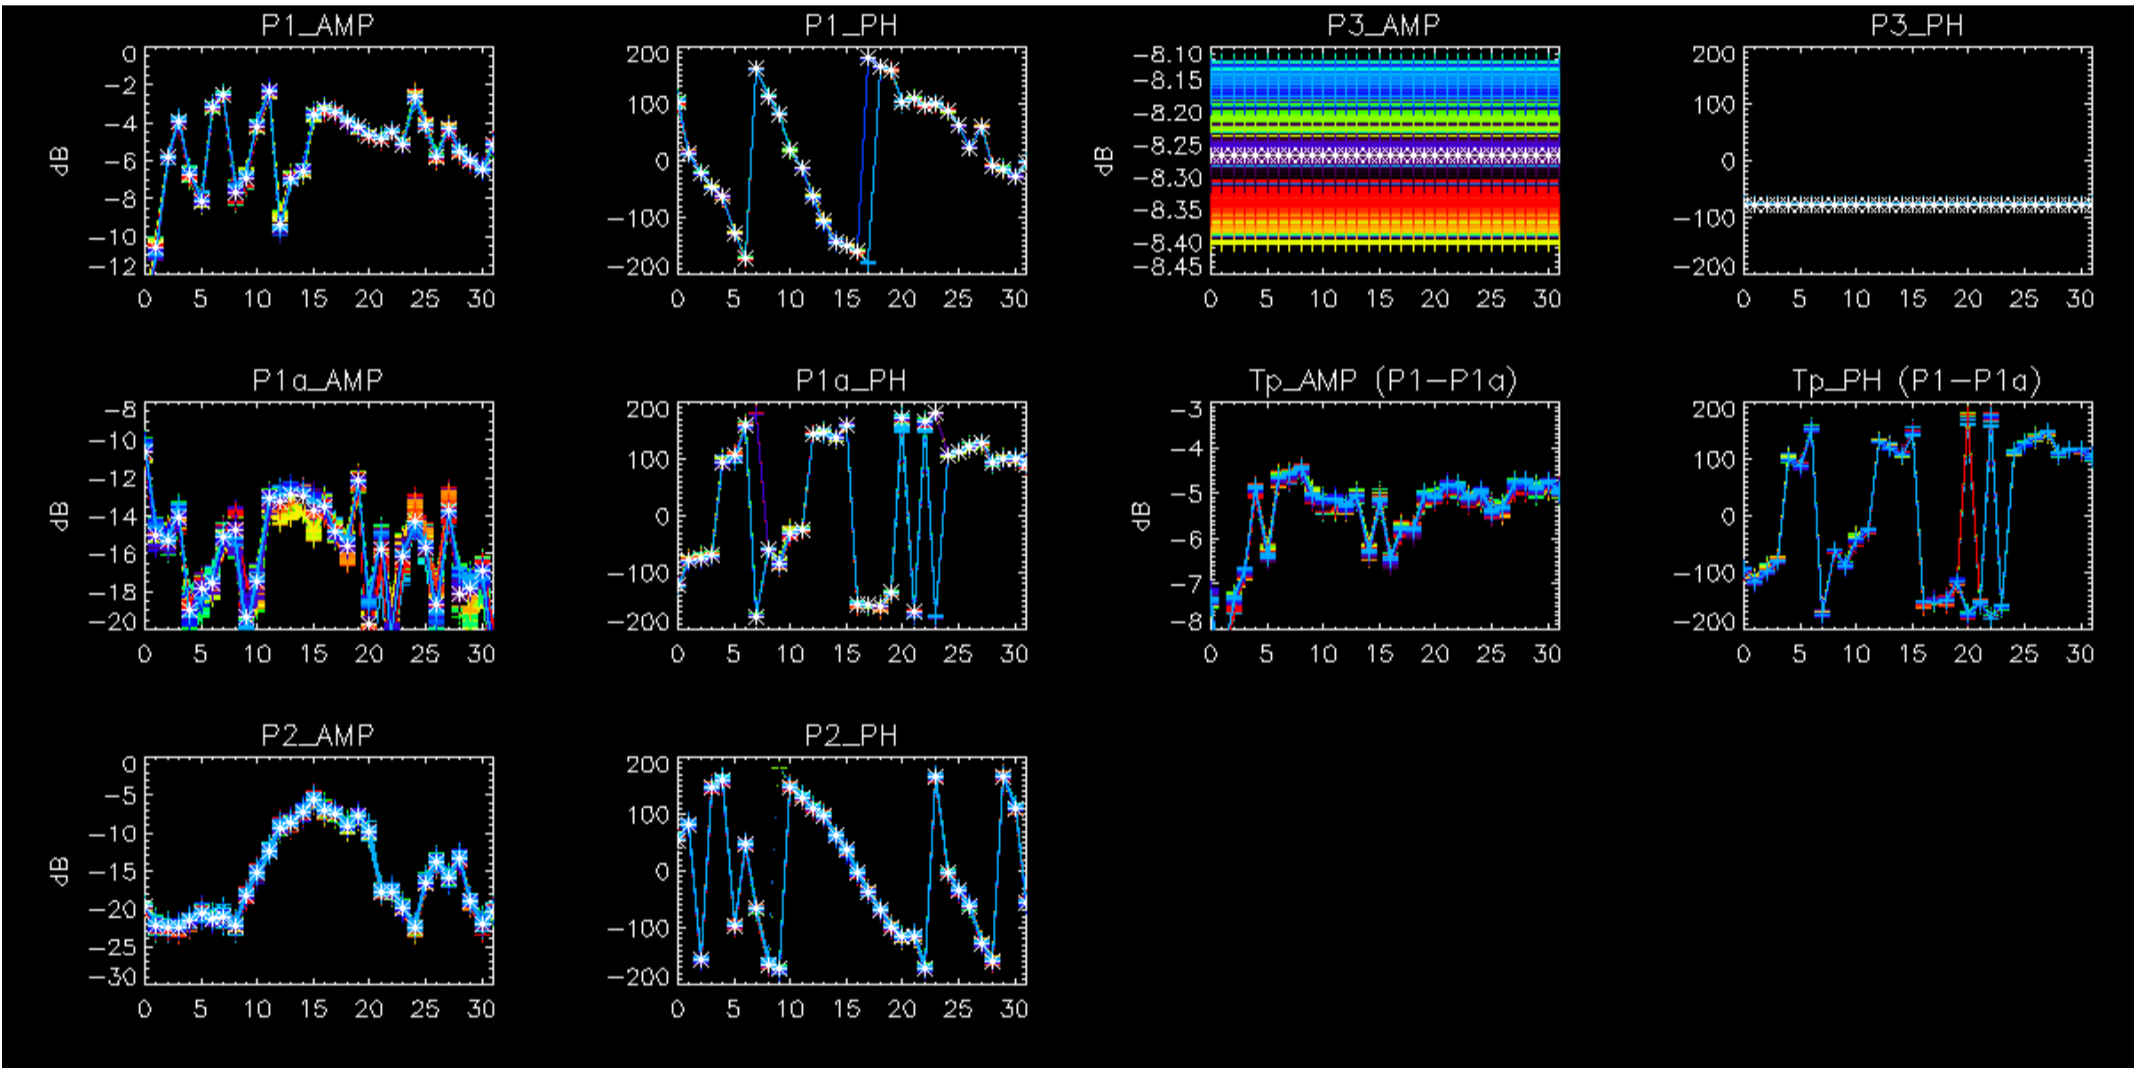 P1_AMP
0
-2
-4
-6
-8
-10
-12
dB
0 5 10 15 20 25 30
P1_PH
200
100
0
-100
-200
0 5 10 15 20 25 30
P3_AMP
-8.10
-8.15
-8.20
-8.25
-8.30
-8.35
-8.40
-8.45
dB
0 5 10 15 20 25 30
P3_PH
200
100
0
-100
-200
0 5 10 15 20 25 30
P1a_AMP
-8
-10
-12
-14
-16
-18
-20
dB
0 5 10 15 20 25 30
P1a_PH
200
100
0
-100
-200
0 5 10 15 20 25 30
Tp_AMP (P1-P1a)
-3
-4
-5
-6
-7
-8
dB
0 5 10 15 20 25 30
Tp_PH (P1-P1a)
200
100
0
-100
-200
0 5 10 15 20 25 30
P2_AMP
0
-5
-10
-15
-20
-25
-30
dB
0 5 10 15 20 25 30
P2_PH
200
100
0
-100
-200
0 5 10 15 20 25 30